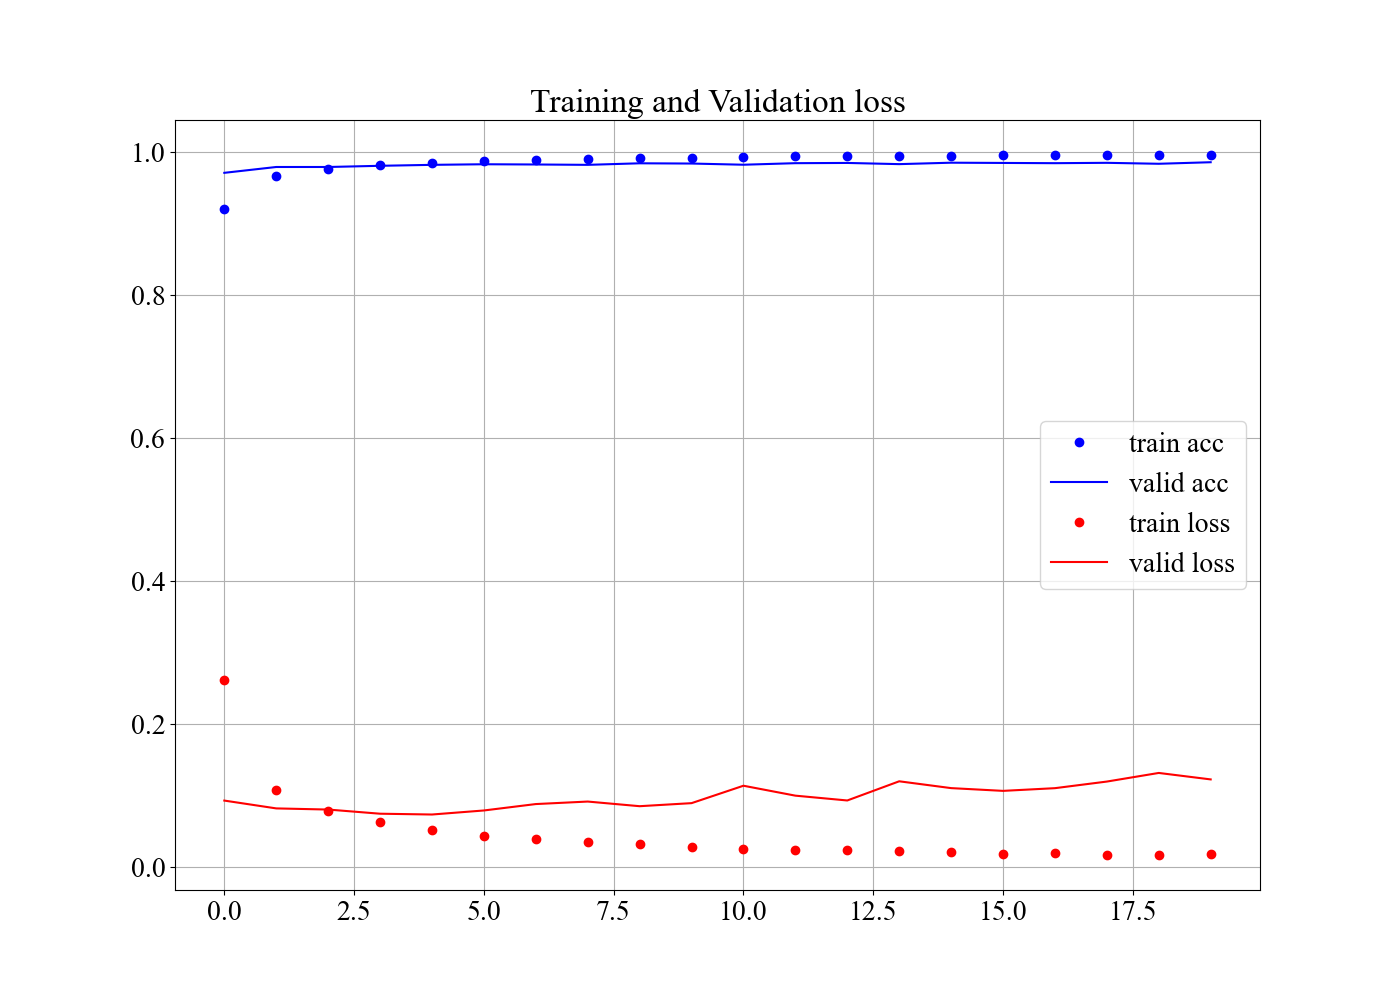 Training and Validation loss
1.0
0.8
0.6
0.4
0.2
0.0
train acc
valid acc
train loss
valid loss
0.0 2.5 5.0 7.5 10.0 12.5 15.0 17.5